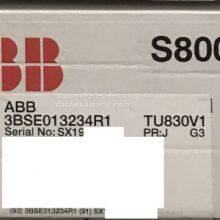 ABB S800
ABB
3BSE013234R1 TU830V1
Serial No: SX19 PR:J G3
(93) 3BSE013234R1 (91) SX